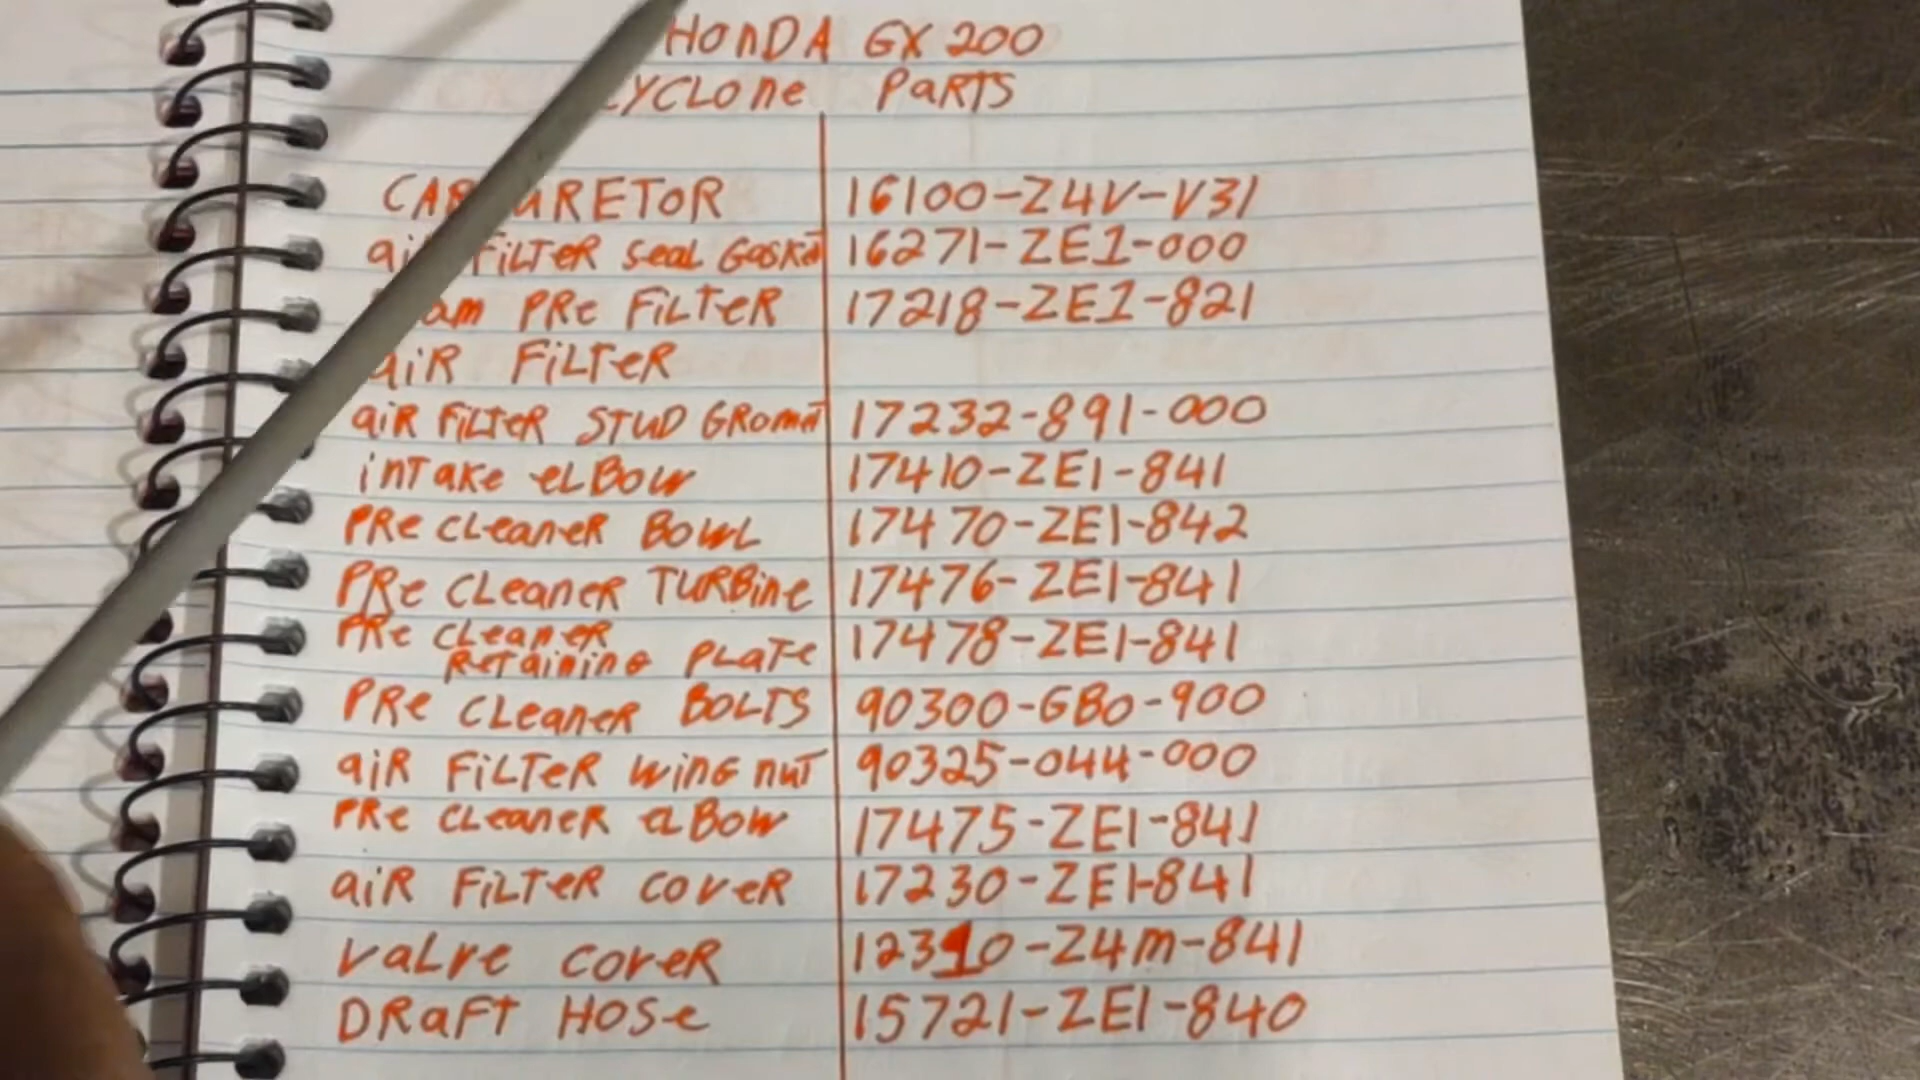 HONDA GX 200
CYCLONE PARTS
CARBURETOR 16100-Z4V-V31
AIR FILTER SEAL GASKET 16271-ZE1-000
FOAM PRE FILTER 17218-ZE1-821
AIR FILTER
AIR FILTER STUD GROMMT 17232-891-000
INTAKE ELBOW 17410-ZE1-841
PRE CLEANER BOWL 17470-ZE1-842
PRE CLEANER TURBINE 17476-ZE1-841
PRE CLEANER
RETAINING PLATE 17478-ZE1-841
PRE CLEANER BOLTS 90300-GB0-900
AIR FILTER WING NUT 90325-044-000
PRE CLEANER ELBOW 17475-ZE1-841
AIR FILTER COVER 17230-ZE1-841
VALVE COVER 12310-Z4M-841
DRAFT HOSE 15721-ZE1-840